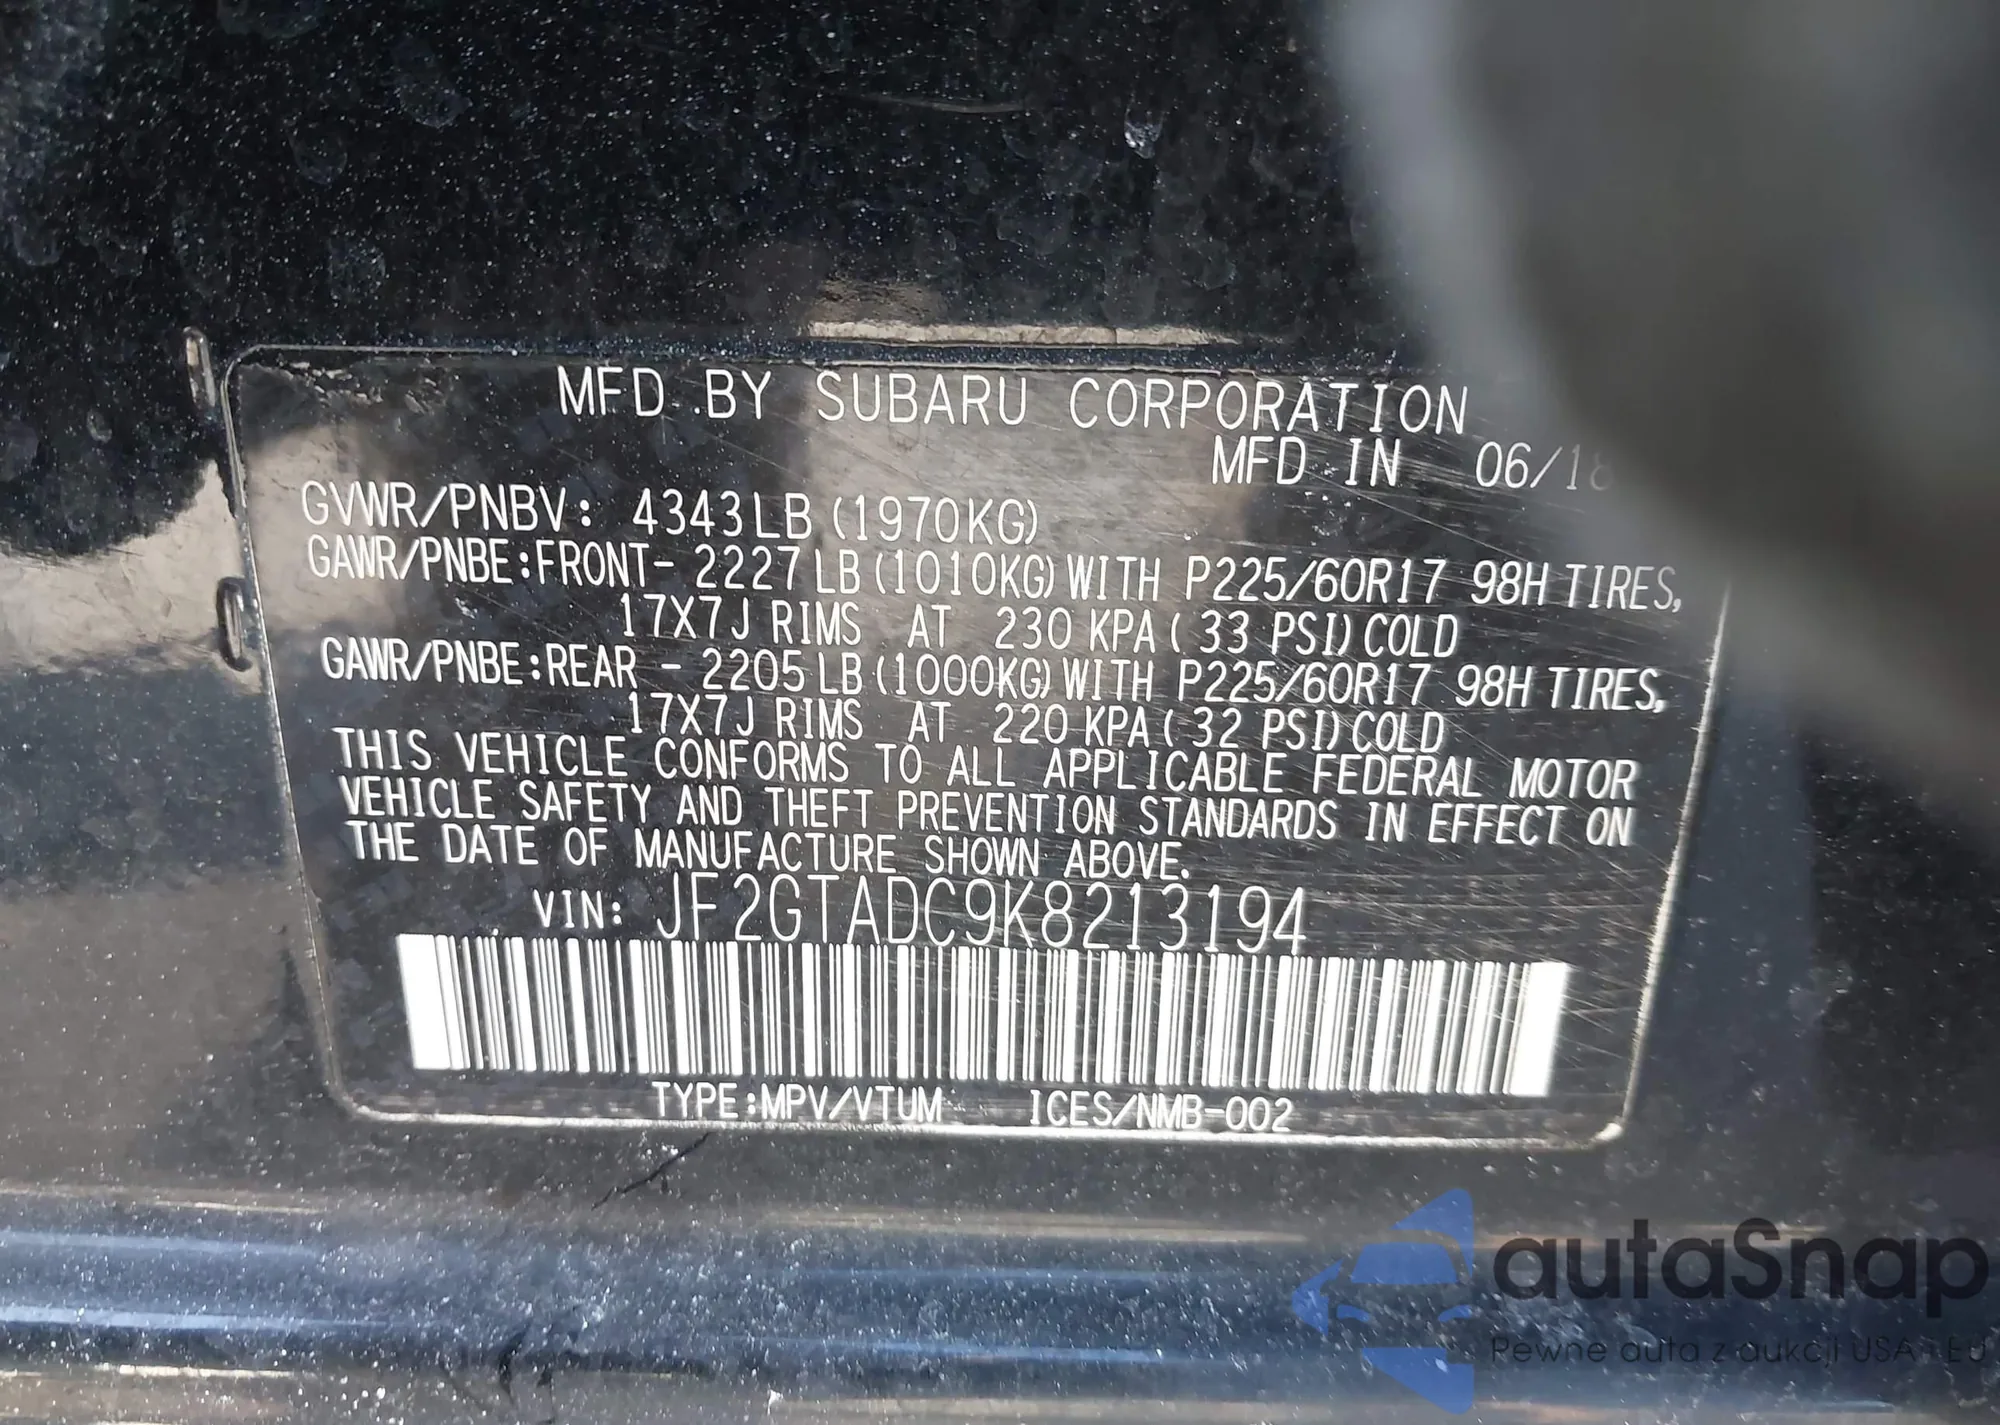 MFD. BY SUBARU CORPORATION
MFD IN 06/18
GVWR/PNBV: 4343LB (1970KG)
GAWR/PNBE:FRONT- 2227LB (1010KG) WITH P225/60R17 98H TIRES,
17X7J RIMS AT 230 KPA ( 33 PSI) COLD
GAWR/PNBE:REAR - 2205LB (1000KG) WITH P225/60R17 98H TIRES,
17X7J RIMS AT 220 KPA ( 32 PSI) COLD
THIS VEHICLE CONFORMS TO ALL APPLICABLE FEDERAL MOTOR
VEHICLE SAFETY AND THEFT PREVENTION STANDARDS IN EFFECT ON
THE DATE OF MANUFACTURE SHOWN ABOVE.
VIN: JF2GTADC9K8213194
TYPE:MPV/VTUM ICES/NMB-002
autaSnap
Pewne auta z aukcji USA i EU